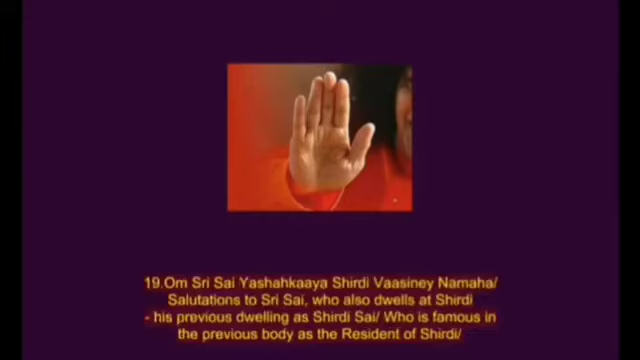 19.Om Sri Sai Yashahkaaya Shirdi Vaasiney Namaha/
Salutations to Sri Sai, who also dwells at Shirdi
- his previous dwelling as Shirdi Sai/ Who is famous in
the previous body as the Resident of Shirdi/